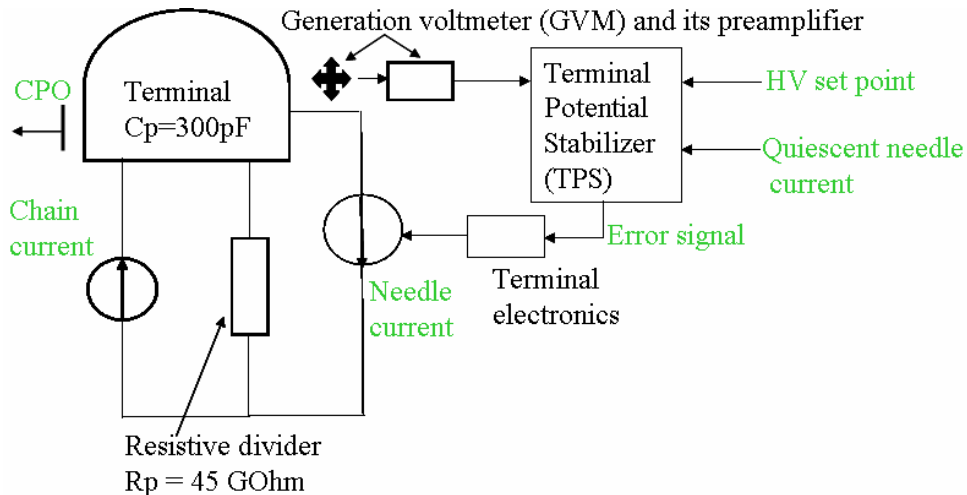 Generation voltmeter (GVM) and its preamplifier
CPO
Terminal
Cp=300pF
Terminal
Potential
Stabilizer
(TPS)
HV set point
Quiescent needle
current
Chain
current
Needle
current
Error signal
Terminal
electronics
Resistive divider
Rp = 45 GOhm